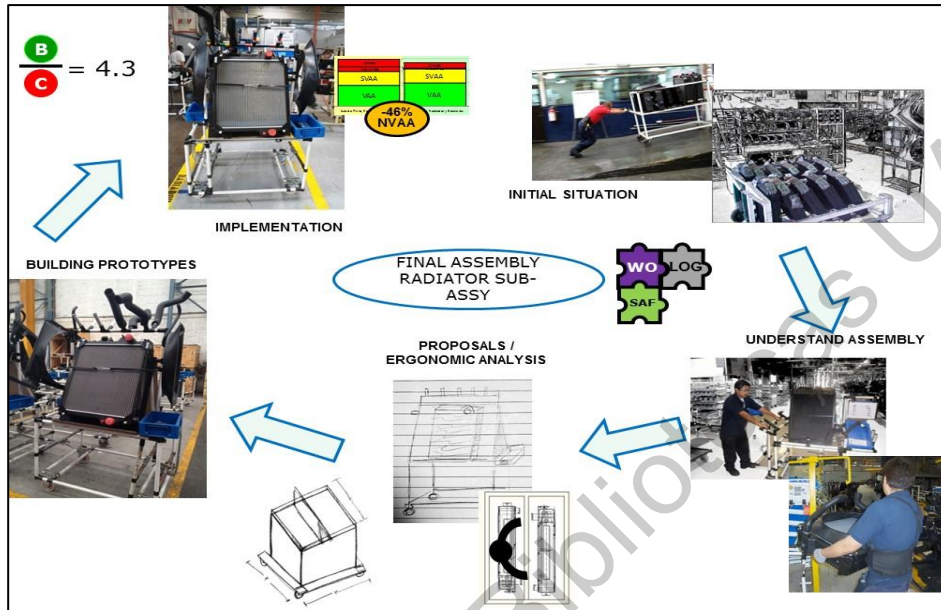 B
C
= 4.3
SVAA
VAA
SVAA
VAA
-46%
NVAA
IMPLEMENTATION
INITIAL SITUATION
BUILDING PROTOTYPES
FINAL ASSEMBLY
RADIATOR SUB-
ASSY
WO
LOG
SAF
UNDERSTAND ASSEMBLY
PROPOSALS /
ERGONOMIC ANALYSIS